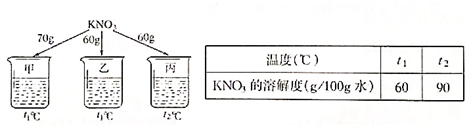 KNO₃
70g 60g 60g
甲 乙 丙
t₁℃ t₁℃ t₂℃
温度(℃) t₁ t₂
KNO₃的溶解度(g/100g水) 60 90